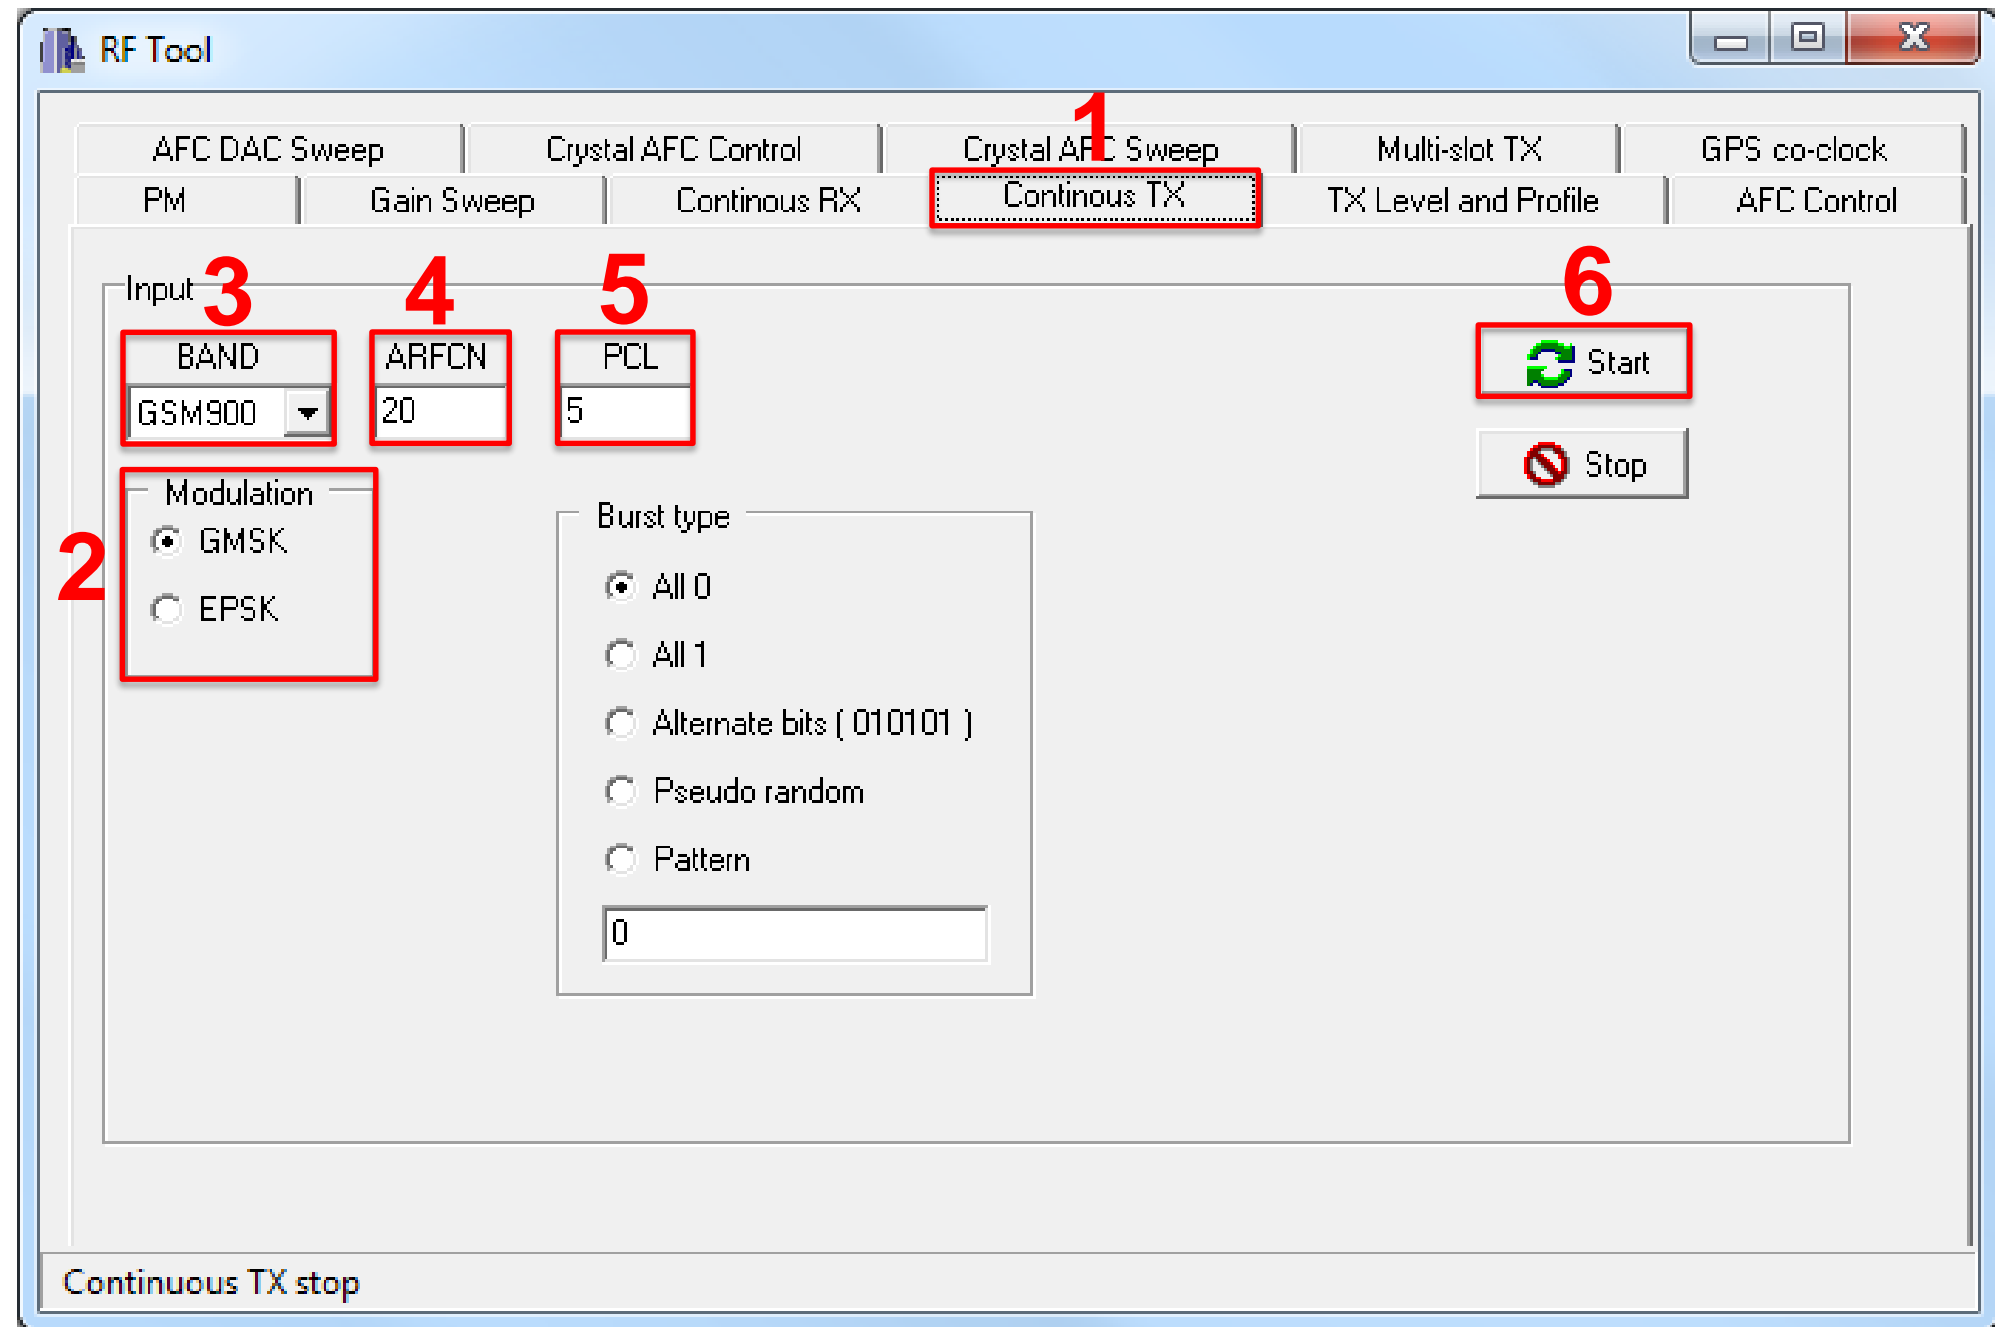 RF Tool
1
AFC DAC Sweep Crystal AFC Control Crystal AFC Sweep Multi-slot TX GPS co-clock
PM Gain Sweep Continous RX Continous TX TX Level and Profile AFC Control
Input 3 4 5 6
BAND ARFCN PCL Start
GSM900 20 5
Stop
Modulation
2 GMSK
EPSK
Burst type
All 0
All 1
Alternate bits ( 010101 )
Pseudo random
Pattern
0
Continuous TX stop